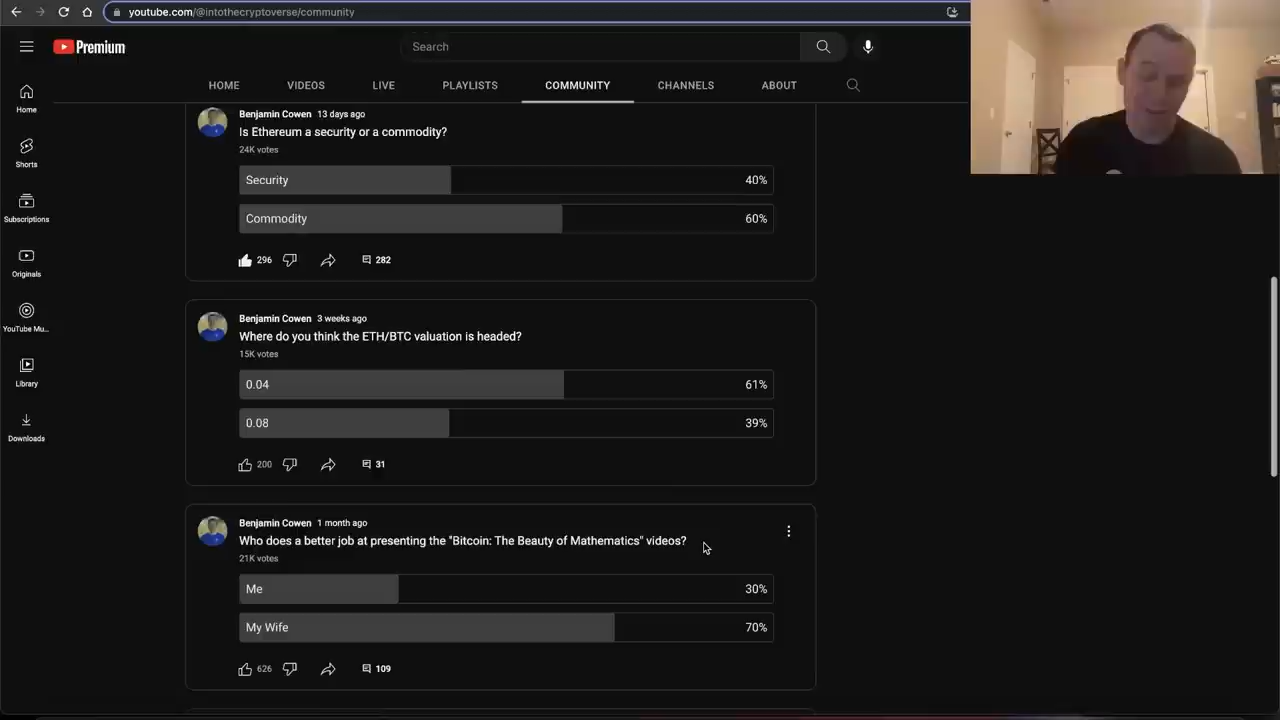 youtube.com/@intothecryptoverse/community
Premium
Search
HOME
VIDEOS
LIVE
PLAYLISTS
COMMUNITY
CHANNELS
ABOUT
Home
Shorts
Subscriptions
Originals
YouTube Mu...
Library
Downloads
Benjamin Cowen 13 days ago
Is Ethereum a security or a commodity?
24K votes
Security 40%
Commodity 60%
296 282
Benjamin Cowen 3 weeks ago
Where do you think the ETH/BTC valuation is headed?
15K votes
0.04 61%
0.08 39%
200 31
Benjamin Cowen 1 month ago
Who does a better job at presenting the "Bitcoin: The Beauty of Mathematics" videos?
21K votes
Me 30%
My Wife 70%
626 109